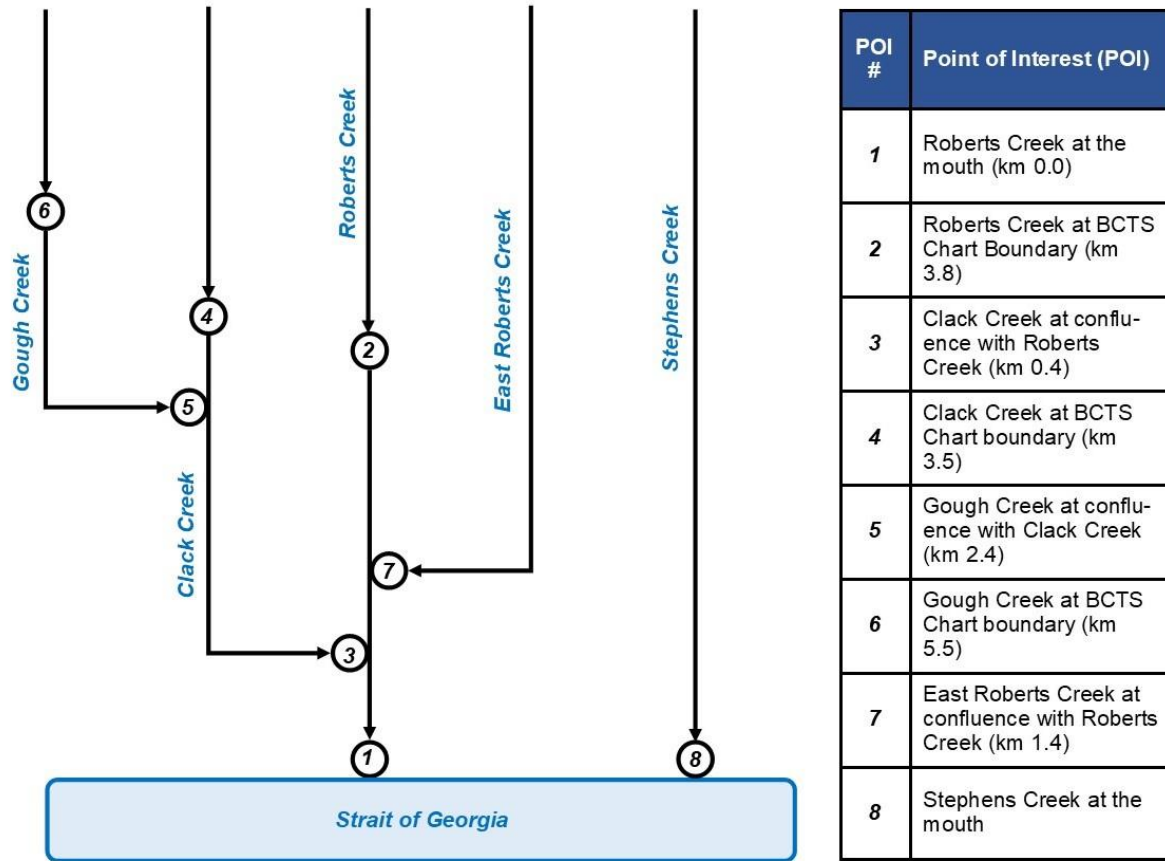 Gough Creek
Clack Creek
Roberts Creek
East Roberts Creek
Stephens Creek
6
4
2
5
7
3
1
8
Strait of Georgia
POI
#
Point of Interest (POI)
1
Roberts Creek at the
mouth (km 0.0)
2
Roberts Creek at BCTS
Chart Boundary (km
3.8)
3
Clack Creek at conflu-
ence with Roberts
Creek (km 0.4)
4
Clack Creek at BCTS
Chart boundary (km
3.5)
5
Gough Creek at conflu-
ence with Clack Creek
(km 2.4)
6
Gough Creek at BCTS
Chart boundary (km
5.5)
7
East Roberts Creek at
confluence with Roberts
Creek (km 1.4)
8
Stephens Creek at the
mouth